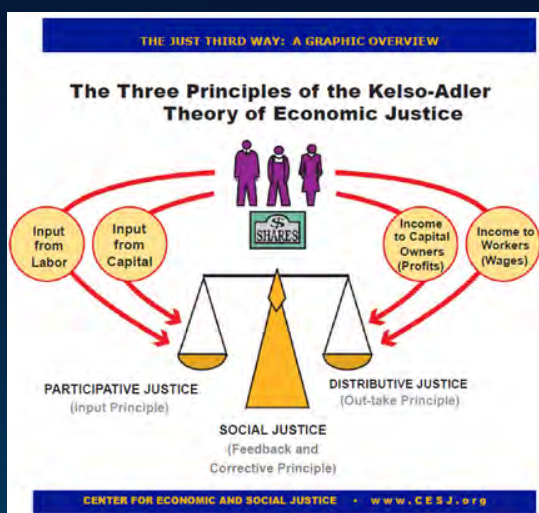 THE JUST THIRD WAY: A GRAPHIC OVERVIEW
The Three Principles of the Kelso-Adler
Theory of Economic Justice
Input
from
Labor
Input
from
Capital
$
SHARES
Income
to Capital
Owners
(Profits)
Income to
Workers
(Wages)
PARTICIPATIVE JUSTICE
(Input Principle)
DISTRIBUTIVE JUSTICE
(Out-take Principle)
SOCIAL JUSTICE
(Feedback and
Corrective Principle)
CENTER FOR ECONOMIC AND SOCIAL JUSTICE • www.CESJ.org